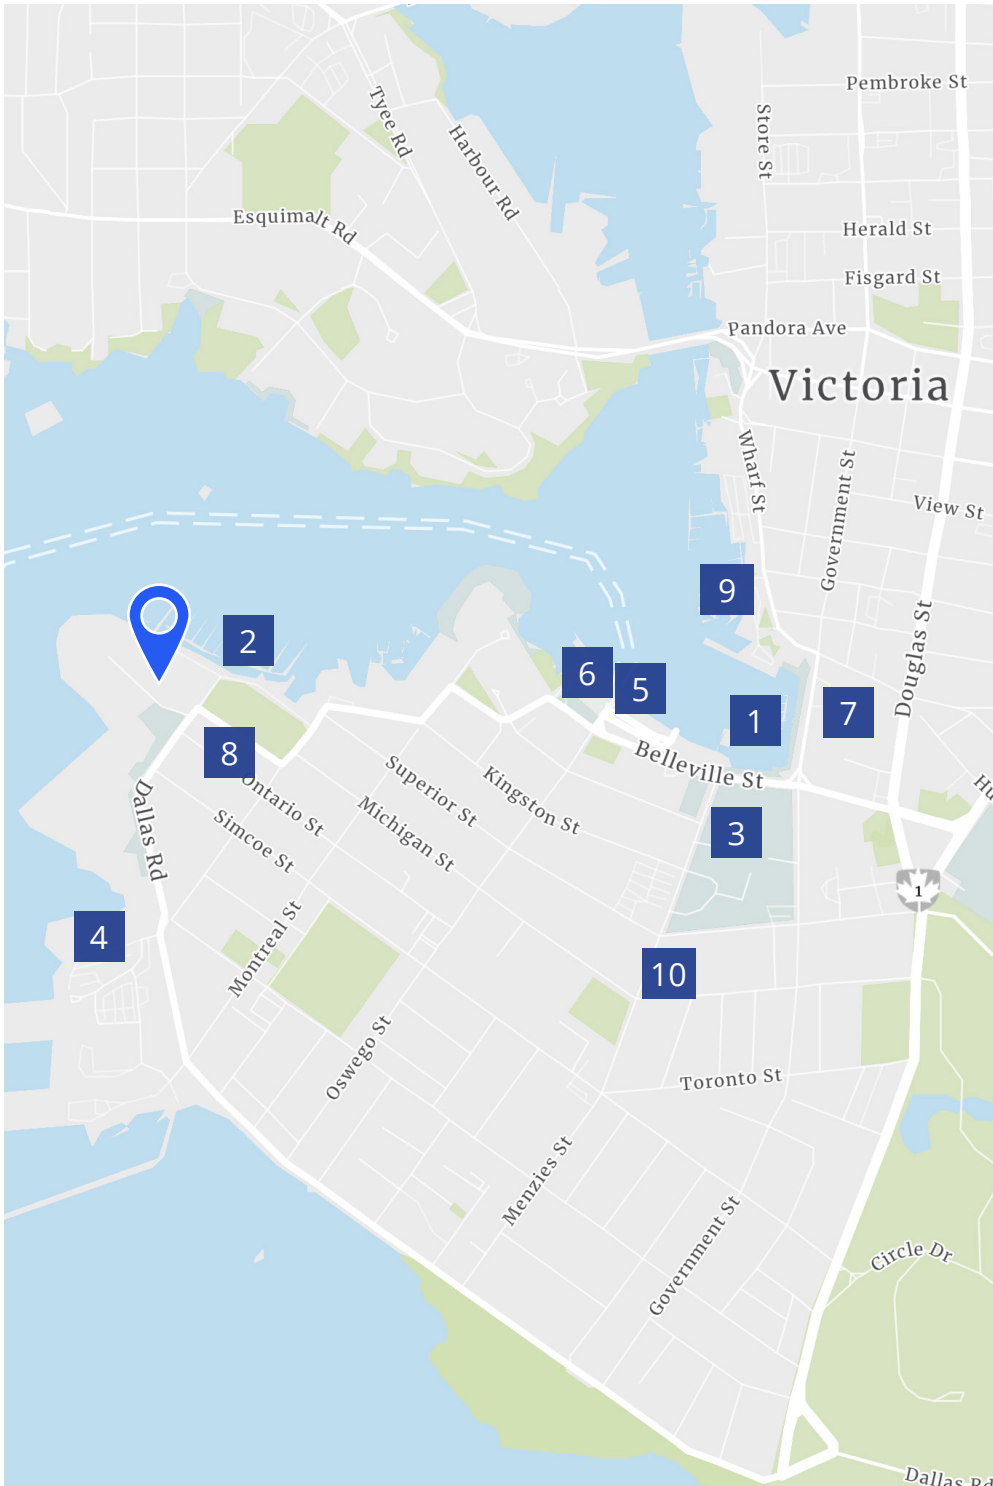 Pembroke St
Tyee Rd
Store St
Harbour Rd
Esquimalt Rd
Herald St
Fisgard St
Pandora Ave
Victoria
Wharf St
Government St
View St
9
2
Douglas St
6
5
7
1
8
Belleville St
Superior St
Kingston St
Dallas Rd
Ontario St
Hu
Michigan St
3
Simcoe St
1
4
Montreal St
10
Oswego St
Toronto St
Menzies St
Government St
Circle Dr
Dallas Rd